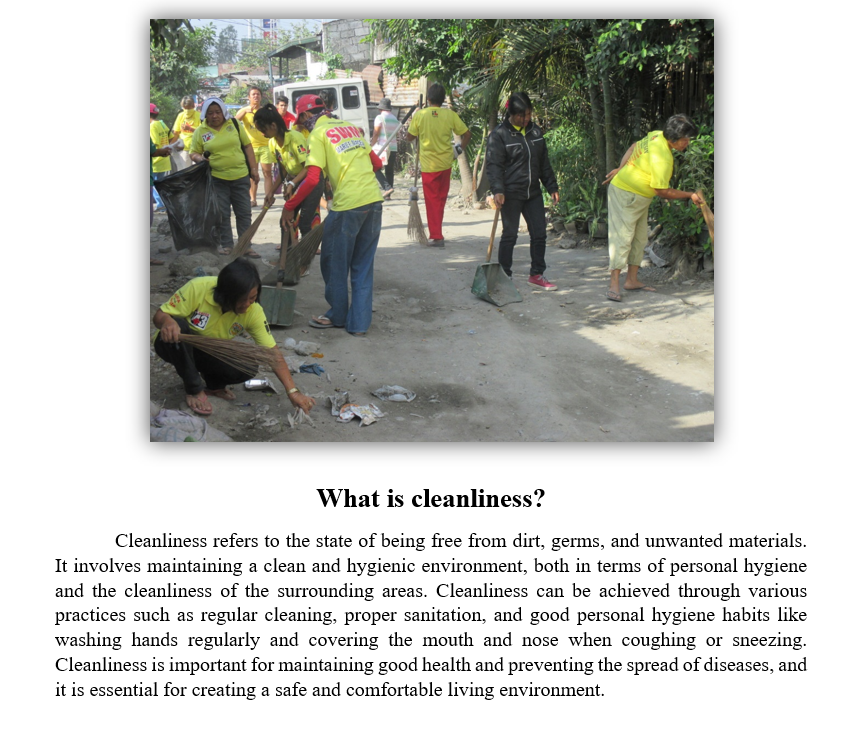 What is cleanliness?
Cleanliness refers to the state of being free from dirt, germs, and unwanted materials.
It involves maintaining a clean and hygienic environment, both in terms of personal hygiene
and the cleanliness of the surrounding areas. Cleanliness can be achieved through various
practices such as regular cleaning, proper sanitation, and good personal hygiene habits like
washing hands regularly and covering the mouth and nose when coughing or sneezing.
Cleanliness is important for maintaining good health and preventing the spread of diseases, and
it is essential for creating a safe and comfortable living environment.